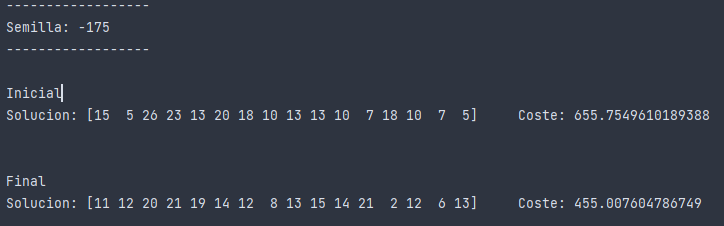 ------------------
Semilla: -175
------------------
Inicial
Solucion: [15  5 26 23 13 20 18 10 13 13 10  7 18 10  7  5]     Coste: 655.7549610189388
Final
Solucion: [11 12 20 21 19 14 12  8 13 15 14 21  2 12  6 13]     Coste: 455.007604786749